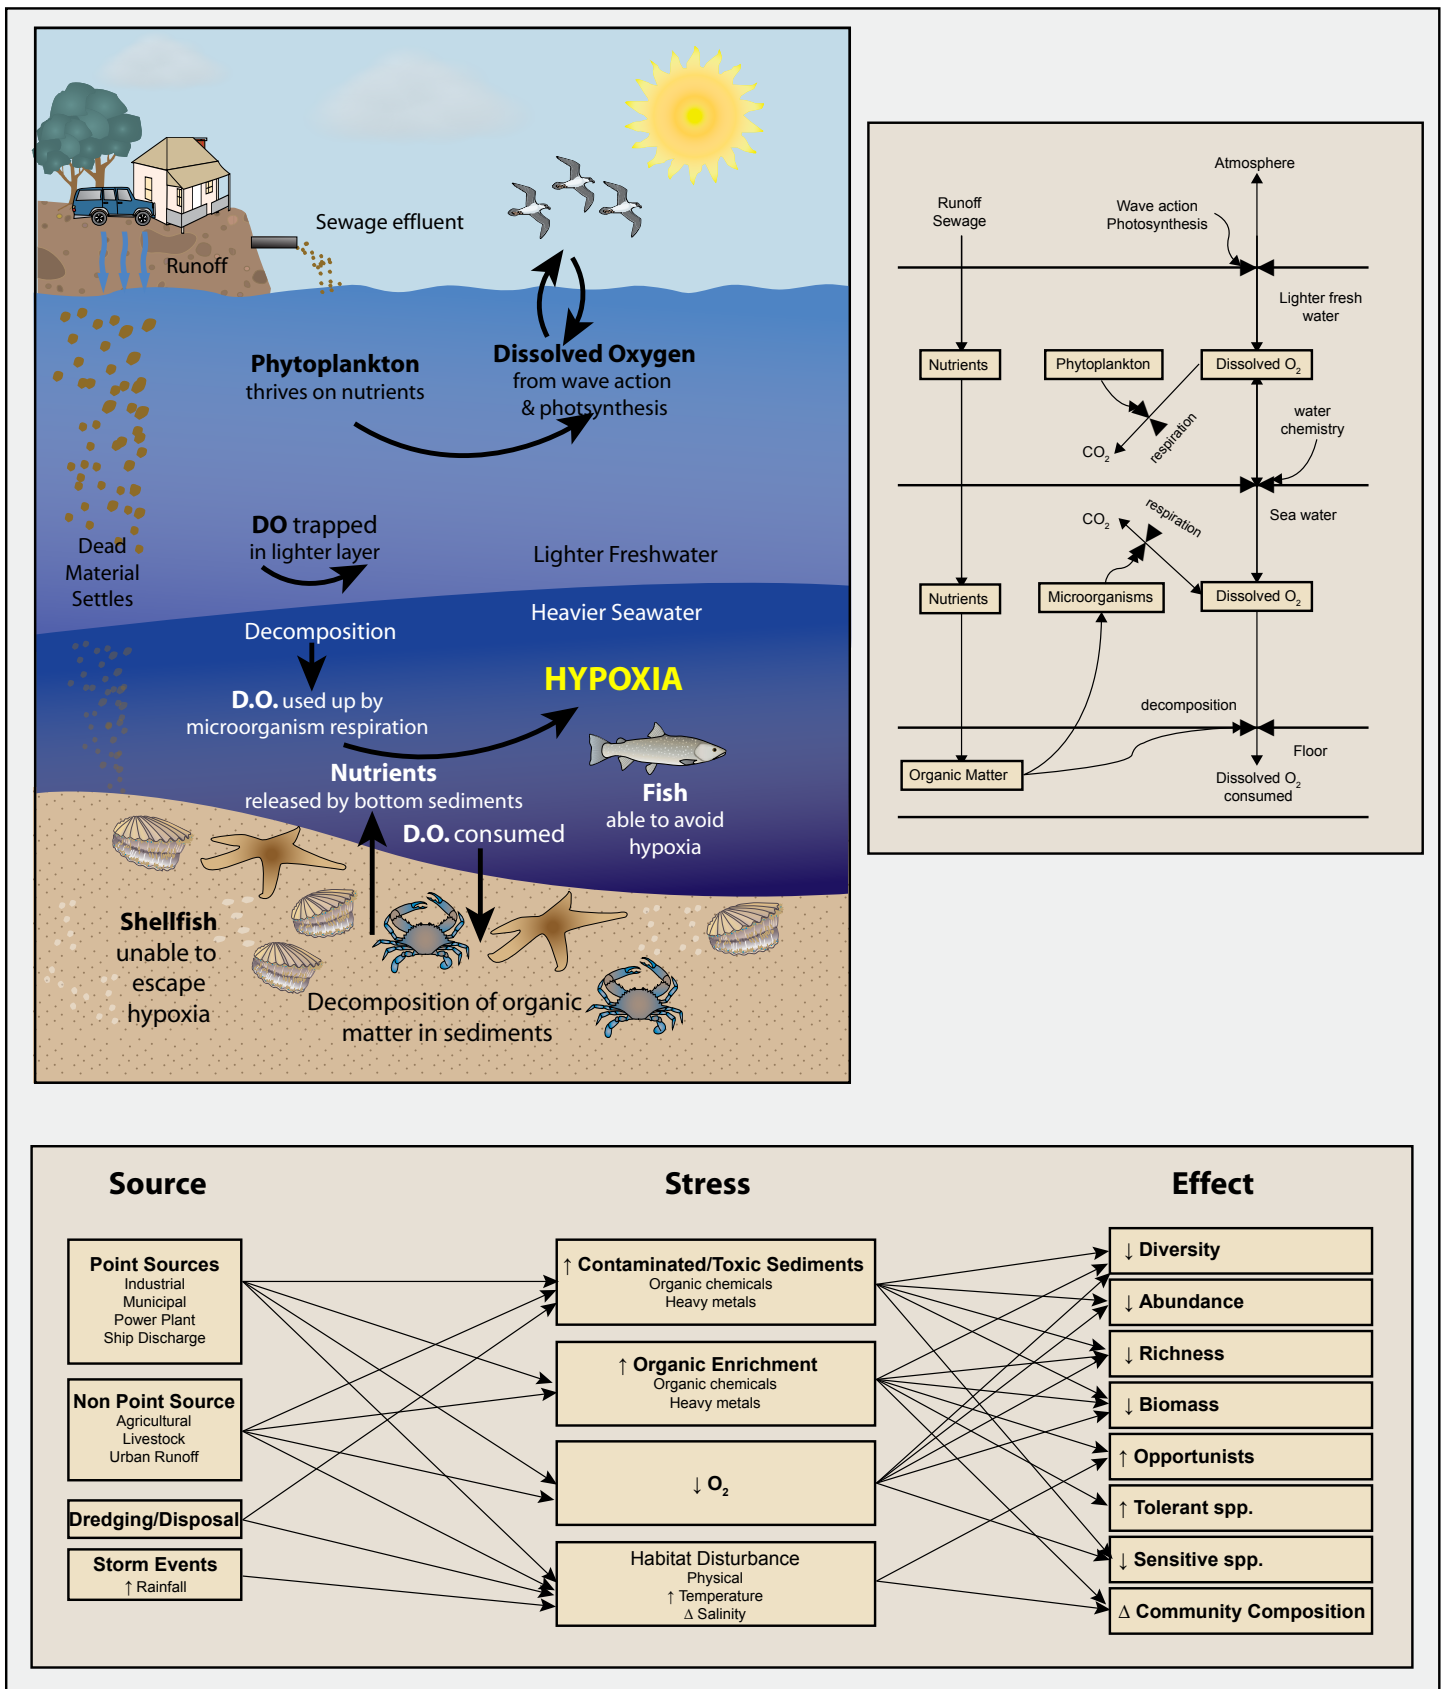 Sewage effluent
Runoff
Phytoplankton
thrives on nutrients
Dissolved Oxygen
from wave action
& photsynthesis
DO trapped
in lighter layer
Lighter Freshwater
Dead
Material
Settles
Heavier Seawater
Decomposition
HYPOXIA
D.O. used up by
microorganism respiration
Nutrients
released by bottom sediments
Fish
able to avoid
hypoxia
D.O. consumed
Shellfish
unable to
escape
hypoxia
Decomposition of organic
matter in sediments
Atmosphere
Runoff
Sewage
Wave action
Photosynthesis
Lighter fresh
water
Nutrients
Phytoplankton
Dissolved O₂
respiration
CO₂
water
chemistry
CO₂
respiration
Sea water
Nutrients
Microorganisms
Dissolved O₂
decomposition
Floor
Organic Matter
Dissolved O₂
consumed
Source
Point Sources
Industrial
Municipal
Power Plant
Ship Discharge
Non Point Source
Agricultural
Livestock
Urban Runoff
Dredging/Disposal
Storm Events
↑ Rainfall
Stress
↑ Contaminated/Toxic Sediments
Organic chemicals
Heavy metals
↑ Organic Enrichment
Organic chemicals
Heavy metals
↓ O₂
Habitat Disturbance
Physical
↑ Temperature
Δ Salinity
Effect
↓ Diversity
↓ Abundance
↓ Richness
↓ Biomass
↑ Opportunists
↑ Tolerant spp.
↓ Sensitive spp.
Δ Community Composition